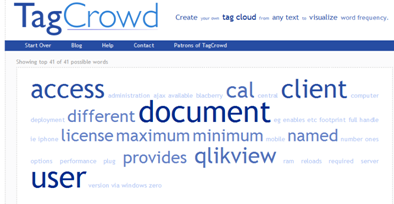 TagCrowd
Create your own tag cloud from any text to visualize word frequency.
Start Over Blog Help Contact Patrons of TagCrowd
Showing top 41 of 41 possible words
access administration ajax available blackberry cal central client computer
deployment different document eg enables etc footprint full handle
ie iphone license maximum minimum mobile named number ones
options performance plug provides qlikview ram reloads required server
user version via windows